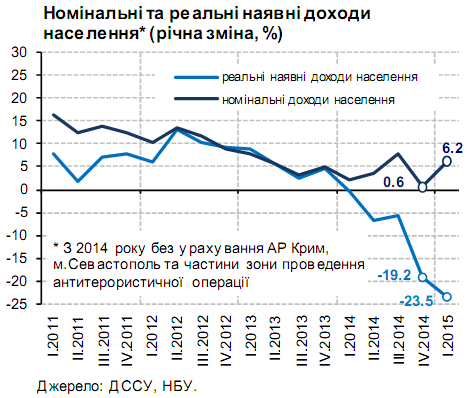 Номінальні та реальні наявні доходи
населення* (річна зміна, %)
30
25
20
15
10
5
0
-5
-10
-15
-20
-25
реальні наявні доходи населення
номінальні доходи населення
6.2
0.6
-19.2
-23.5
* З 2014 року без урахування АР Крим,
м.Севастополь та частини зони проведення
антитерористичної операції
I.2011
II.2011
III.2011
IV.2011
I.2012
II.2012
III.2012
IV.2012
I.2013
II.2013
III.2013
IV.2013
I.2014
II.2014
III.2014
IV.2014
I.2015
Джерело: ДССУ, НБУ.